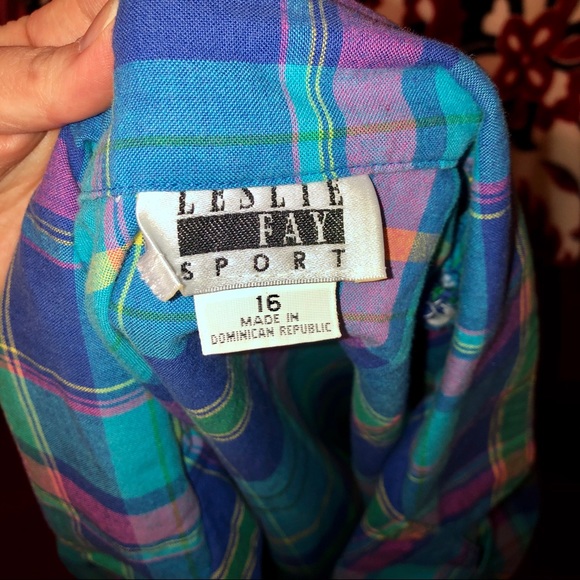 LESLIE
FAY
SPORT
16
MADE IN
DOMINICAN REPUBLIC